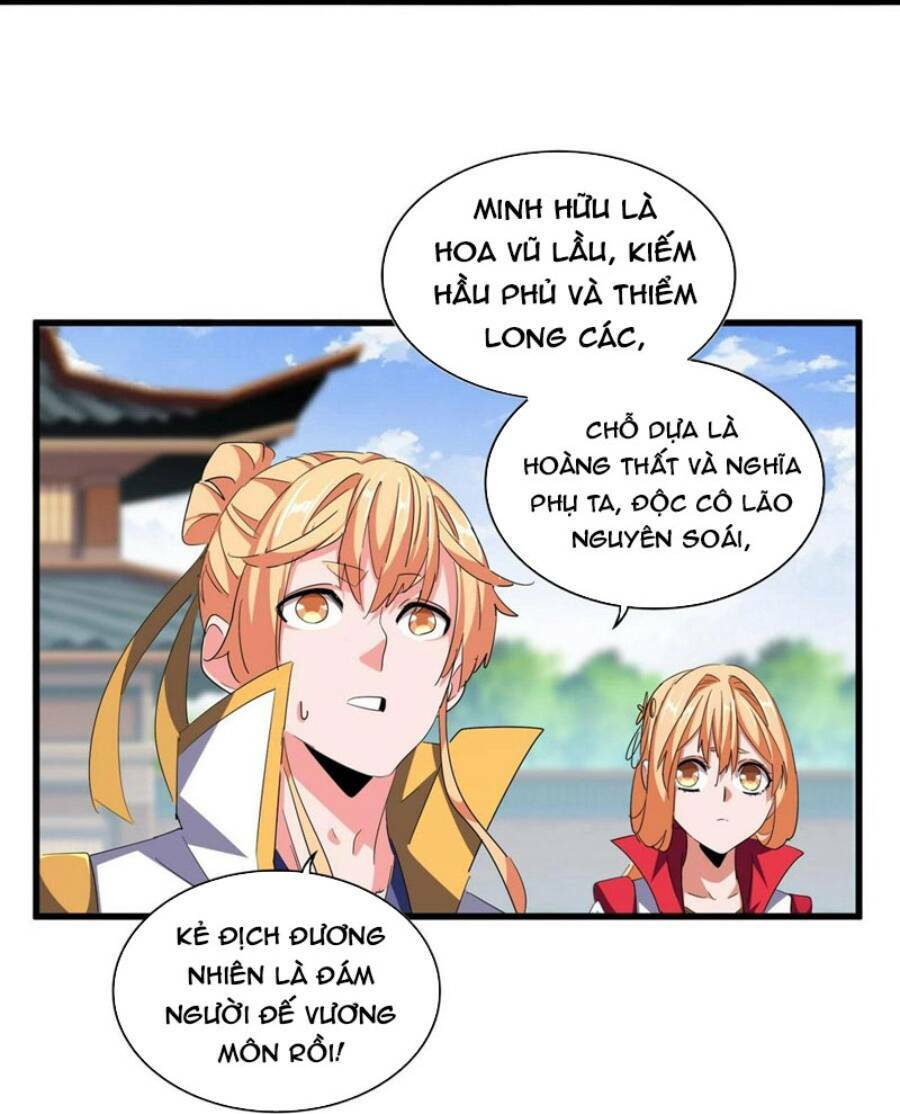 MINH HỮU LÀ
HOA VŨ LẦU, KIẾM
HẦU PHỦ VÀ THIỂM
LONG CÁC,
CHỖ DỰA LÀ
HOÀNG THẤT VÀ NGHĨA
PHỤ TA, ĐỘC CÔ LÃO
NGUYÊN SOÁI,
KẺ ĐỊCH ĐƯƠNG
NHIÊN LÀ ĐÁM
NGƯỜI ĐẾ VƯƠNG
MÔN RỒI!